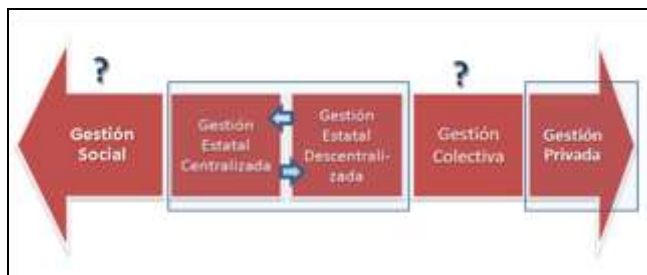 ?
?
Gestión
Social
Gestión
Estatal
Centralizada
Gestión
Estatal
Descentrali-
zada
Gestión
Colectiva
Gestión
Privada